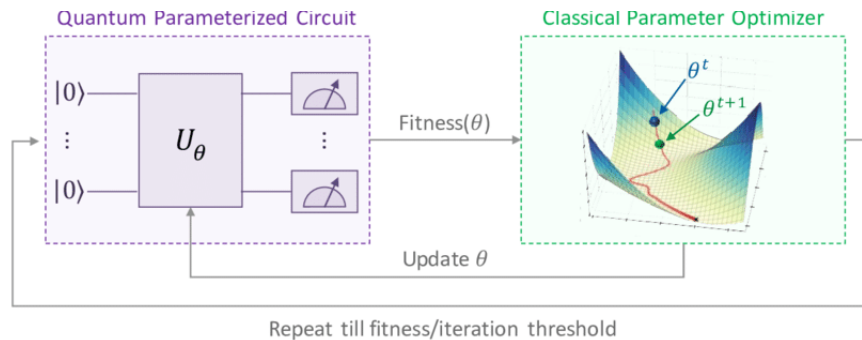 Quantum Parameterized Circuit
Classical Parameter Optimizer
|0⟩
⋮
⋮
|0⟩
U_θ
Fitness(θ)
θ^t
θ^{t+1}
Update θ
Repeat till fitness/iteration threshold